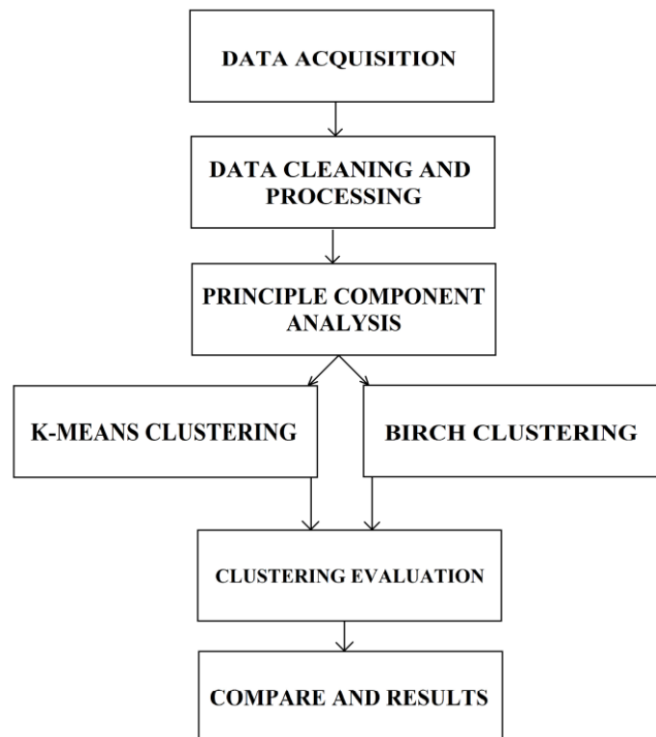 DATA ACQUISITION
DATA CLEANING AND
PROCESSING
PRINCIPLE COMPONENT
ANALYSIS
K-MEANS CLUSTERING
BIRCH CLUSTERING
CLUSTERING EVALUATION
COMPARE AND RESULTS